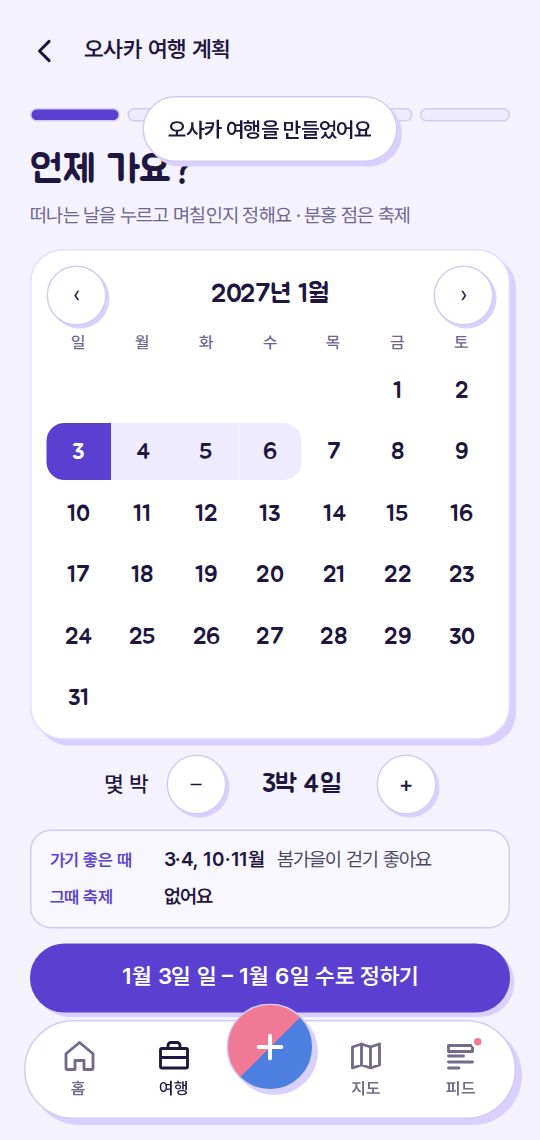 오사카 여행 계획
오사카 여행을 만들었어요
언제 가요?
떠나는 날을 누르고 며칠인지 정해요 · 분홍 점은 축제
‹ 2027년 1월 ›
일 월 화 수 목 금 토
1 2
3 4 5 6 7 8 9
10 11 12 13 14 15 16
17 18 19 20 21 22 23
24 25 26 27 28 29 30
31
몇 박 − 3박 4일 +
가기 좋은 때 3·4, 10·11월 봄가을이 걷기 좋아요
그때 축제 없어요
1월 3일 일 – 1월 6일 수로 정하기
홈 여행 지도 피드